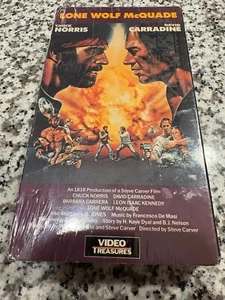 LONE WOLF McQUADE
CHUCK NORRIS
DAVID CARRADINE
An 1818 Production of a Steve Carver Film
CHUCK NORRIS DAVID CARRADINE
BARBARA CARRERA LEON ISAAC KENNEDY
LONE WOLF McQUADE
JONES Music by Francesco De Masi
Story by H. Kaye Dyal and B.J. Nelson
and Steve Carver Directed by Steve Carver
VIDEO
TREASURES